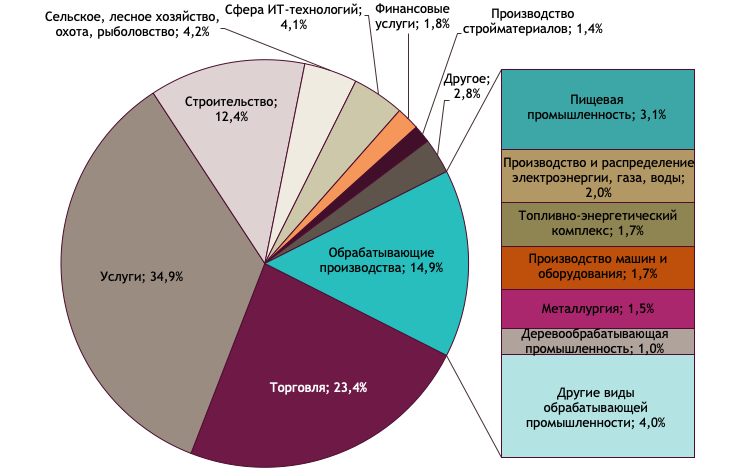 Сельское, лесное хозяйство,
охота, рыболовство; 4,2%
Сфера ИТ-технологий;
4,1%
Финансовые
услуги; 1,8%
Производство
стройматериалов; 1,4%
Другое;
2,8%
Строительство;
12,4%
Услуги; 34,9%
Обрабатывающие
производства; 14,9%
Торговля; 23,4%
Пищевая
промышленность; 3,1%
Производство и распределение
электроэнергии, газа, воды;
2,0%
Топливно-энергетический
комплекс; 1,7%
Производство машин и
оборудования; 1,7%
Металлургия; 1,5%
Деревообрабатывающая
промышленность; 1,0%
Другие виды
обрабатывающей
промышленности; 4,0%